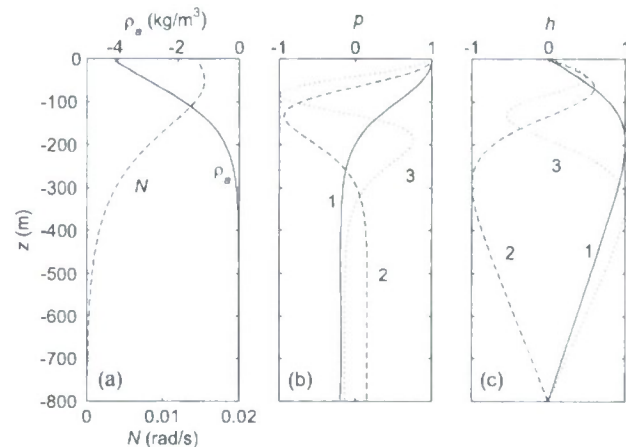 ρa (kg/m³) p h
-4 -2 0 -1 0 1 -1 0 1
0
-100
-200
-300
-400
-500
-600
-700
-800
z (m)
N
ρa
1
3
2
3
1
2
(a) (b) (c)
0 0.01 0.02
N (rad/s)